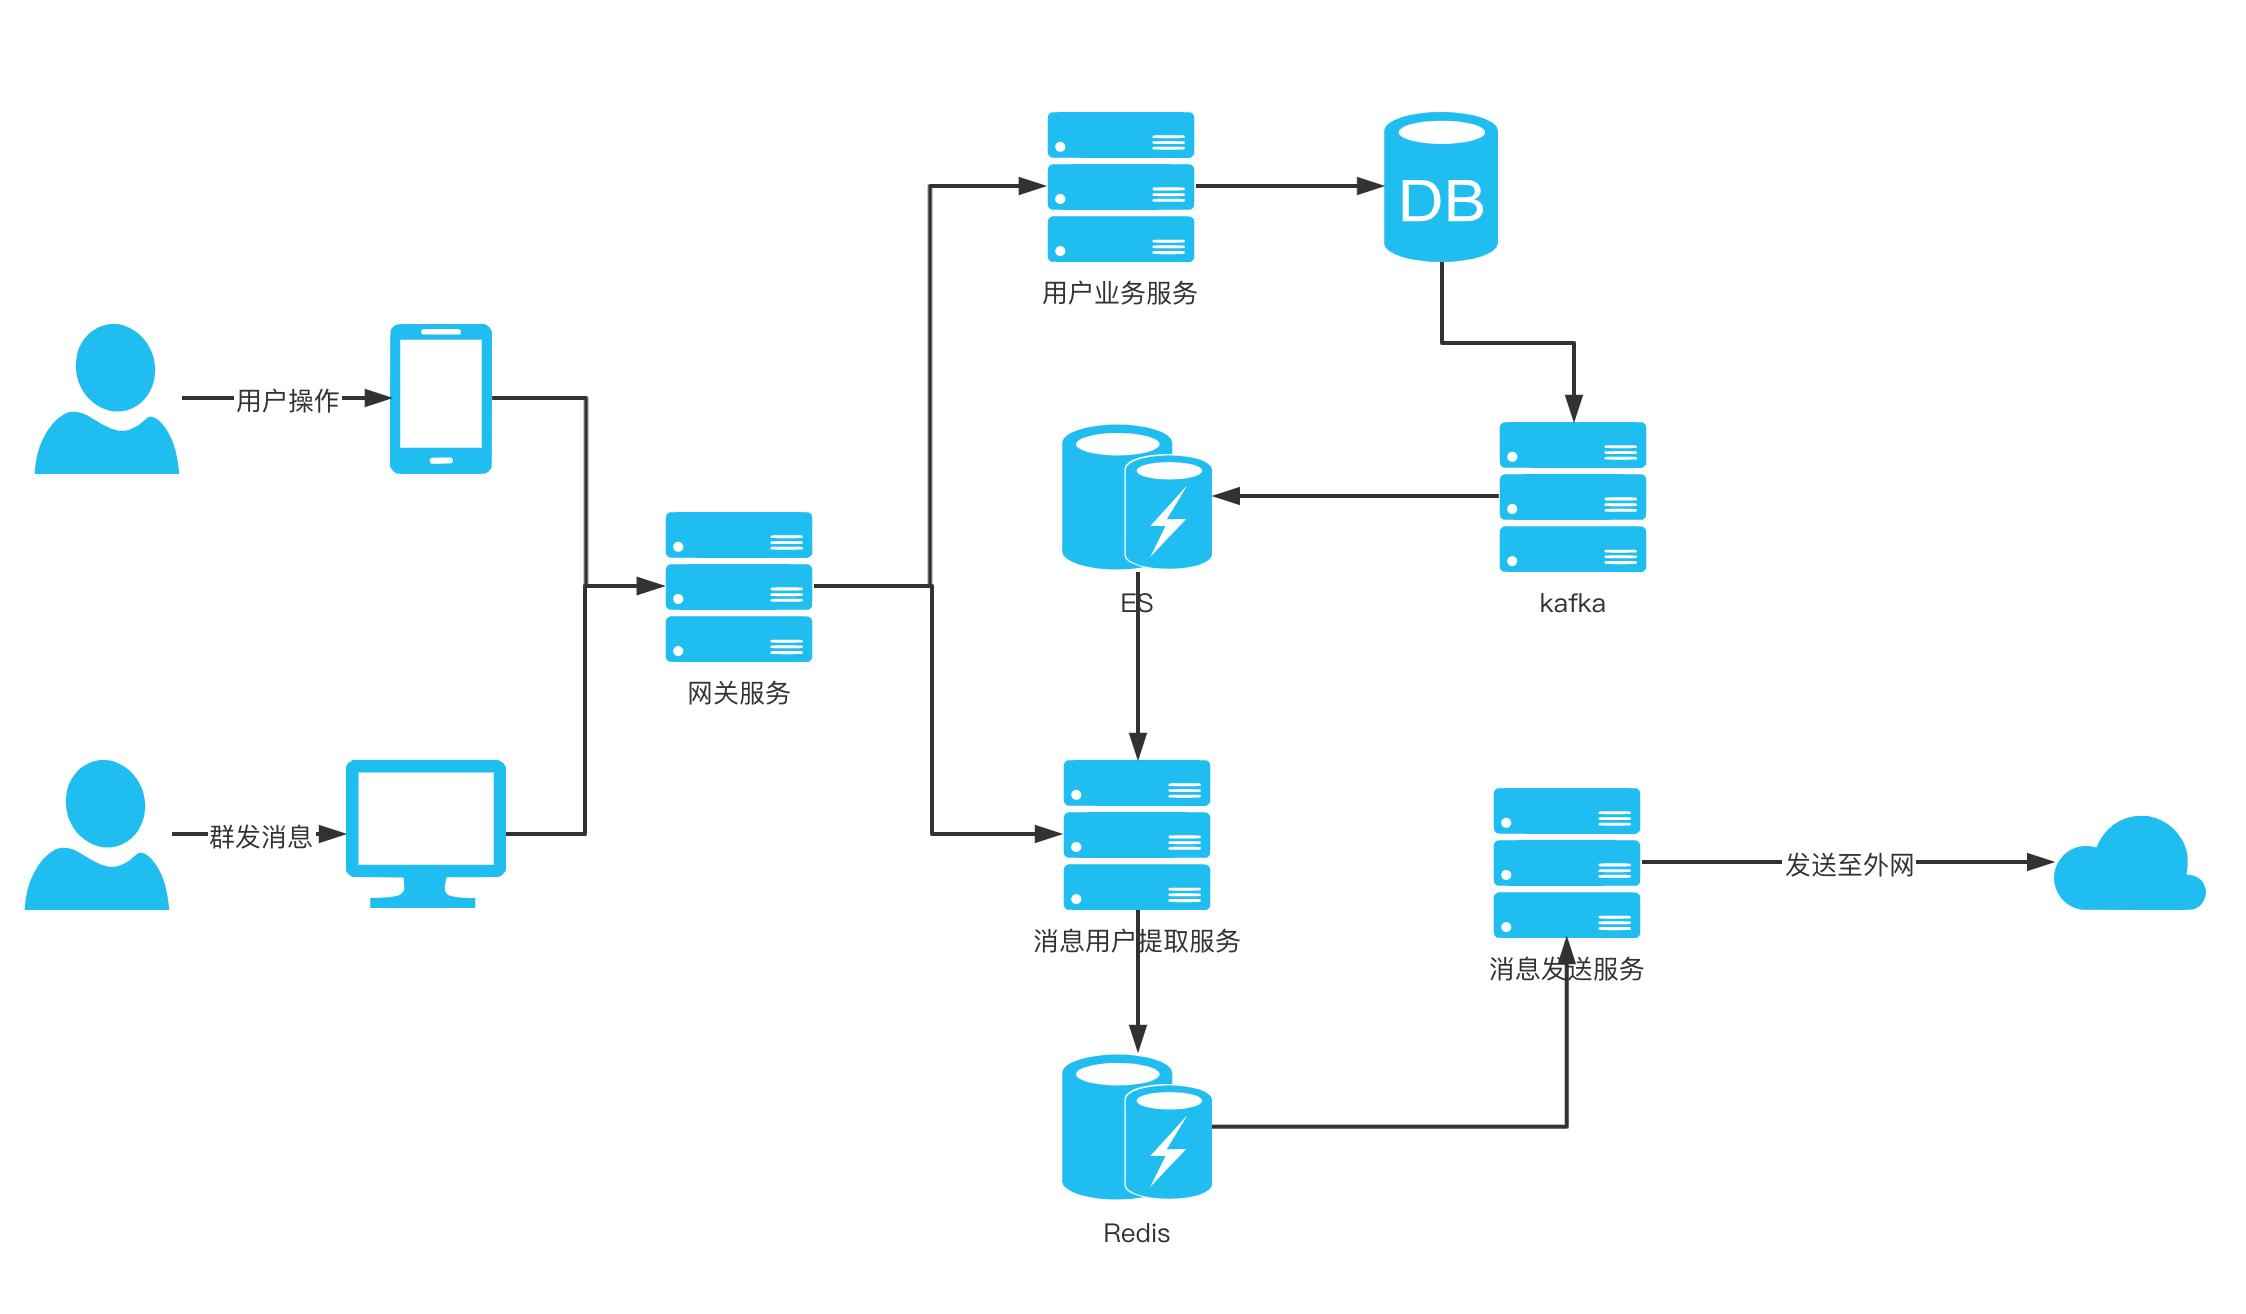 DB
用户业务服务
用户操作
ES
kafka
网关服务
群发消息
发送至外网
消息用户提取服务
消息发送服务
Redis